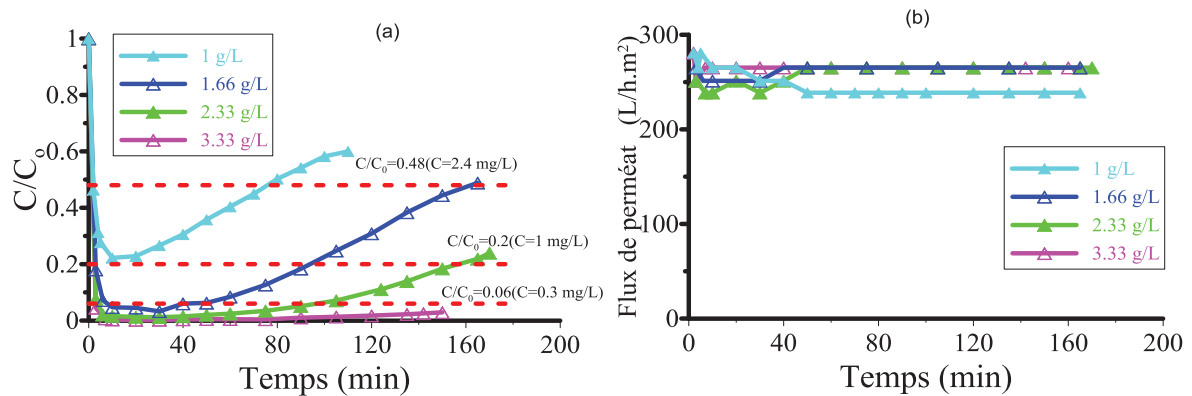 (a)
1
0.8
0.6
0.4
0.2
0
C/Co
1 g/L
1.66 g/L
2.33 g/L
3.33 g/L
C/C0=0.48(C=2.4 mg/L)
C/C0=0.2(C=1 mg/L)
C/C0=0.06(C=0.3 mg/L)
0 40 80 120 160 200
Temps (min)
(b)
300
200
100
0
Flux de perméat (L/h.m²)
1 g/L
1.66 g/L
2.33 g/L
3.33 g/L
0 40 80 120 160 200
Temps (min)